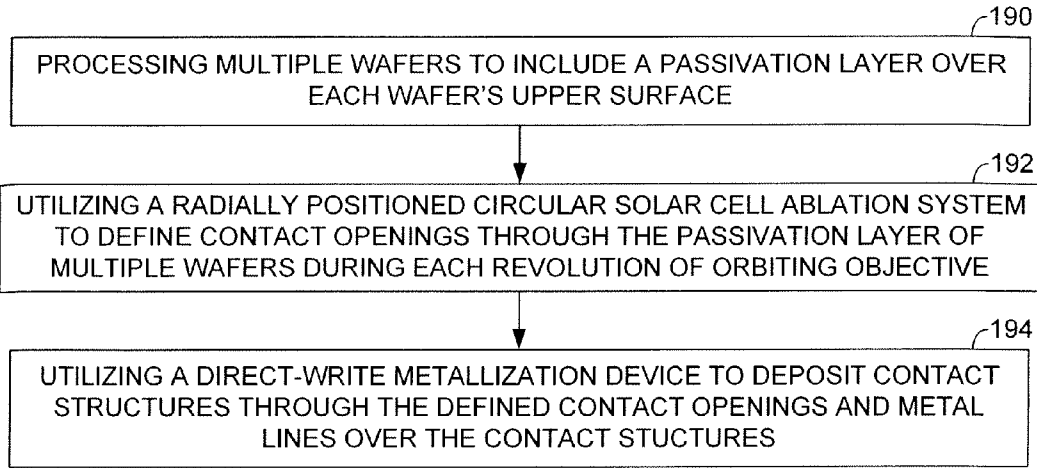 190
PROCESSING MULTIPLE WAFERS TO INCLUDE A PASSIVATION LAYER OVER
EACH WAFER'S UPPER SURFACE
192
UTILIZING A RADIALLY POSITIONED CIRCULAR SOLAR CELL ABLATION SYSTEM
TO DEFINE CONTACT OPENINGS THROUGH THE PASSIVATION LAYER OF
MULTIPLE WAFERS DURING EACH REVOLUTION OF ORBITING OBJECTIVE
194
UTILIZING A DIRECT-WRITE METALLIZATION DEVICE TO DEPOSIT CONTACT
STRUCTURES THROUGH THE DEFINED CONTACT OPENINGS AND METAL
LINES OVER THE CONTACT STUCTURES